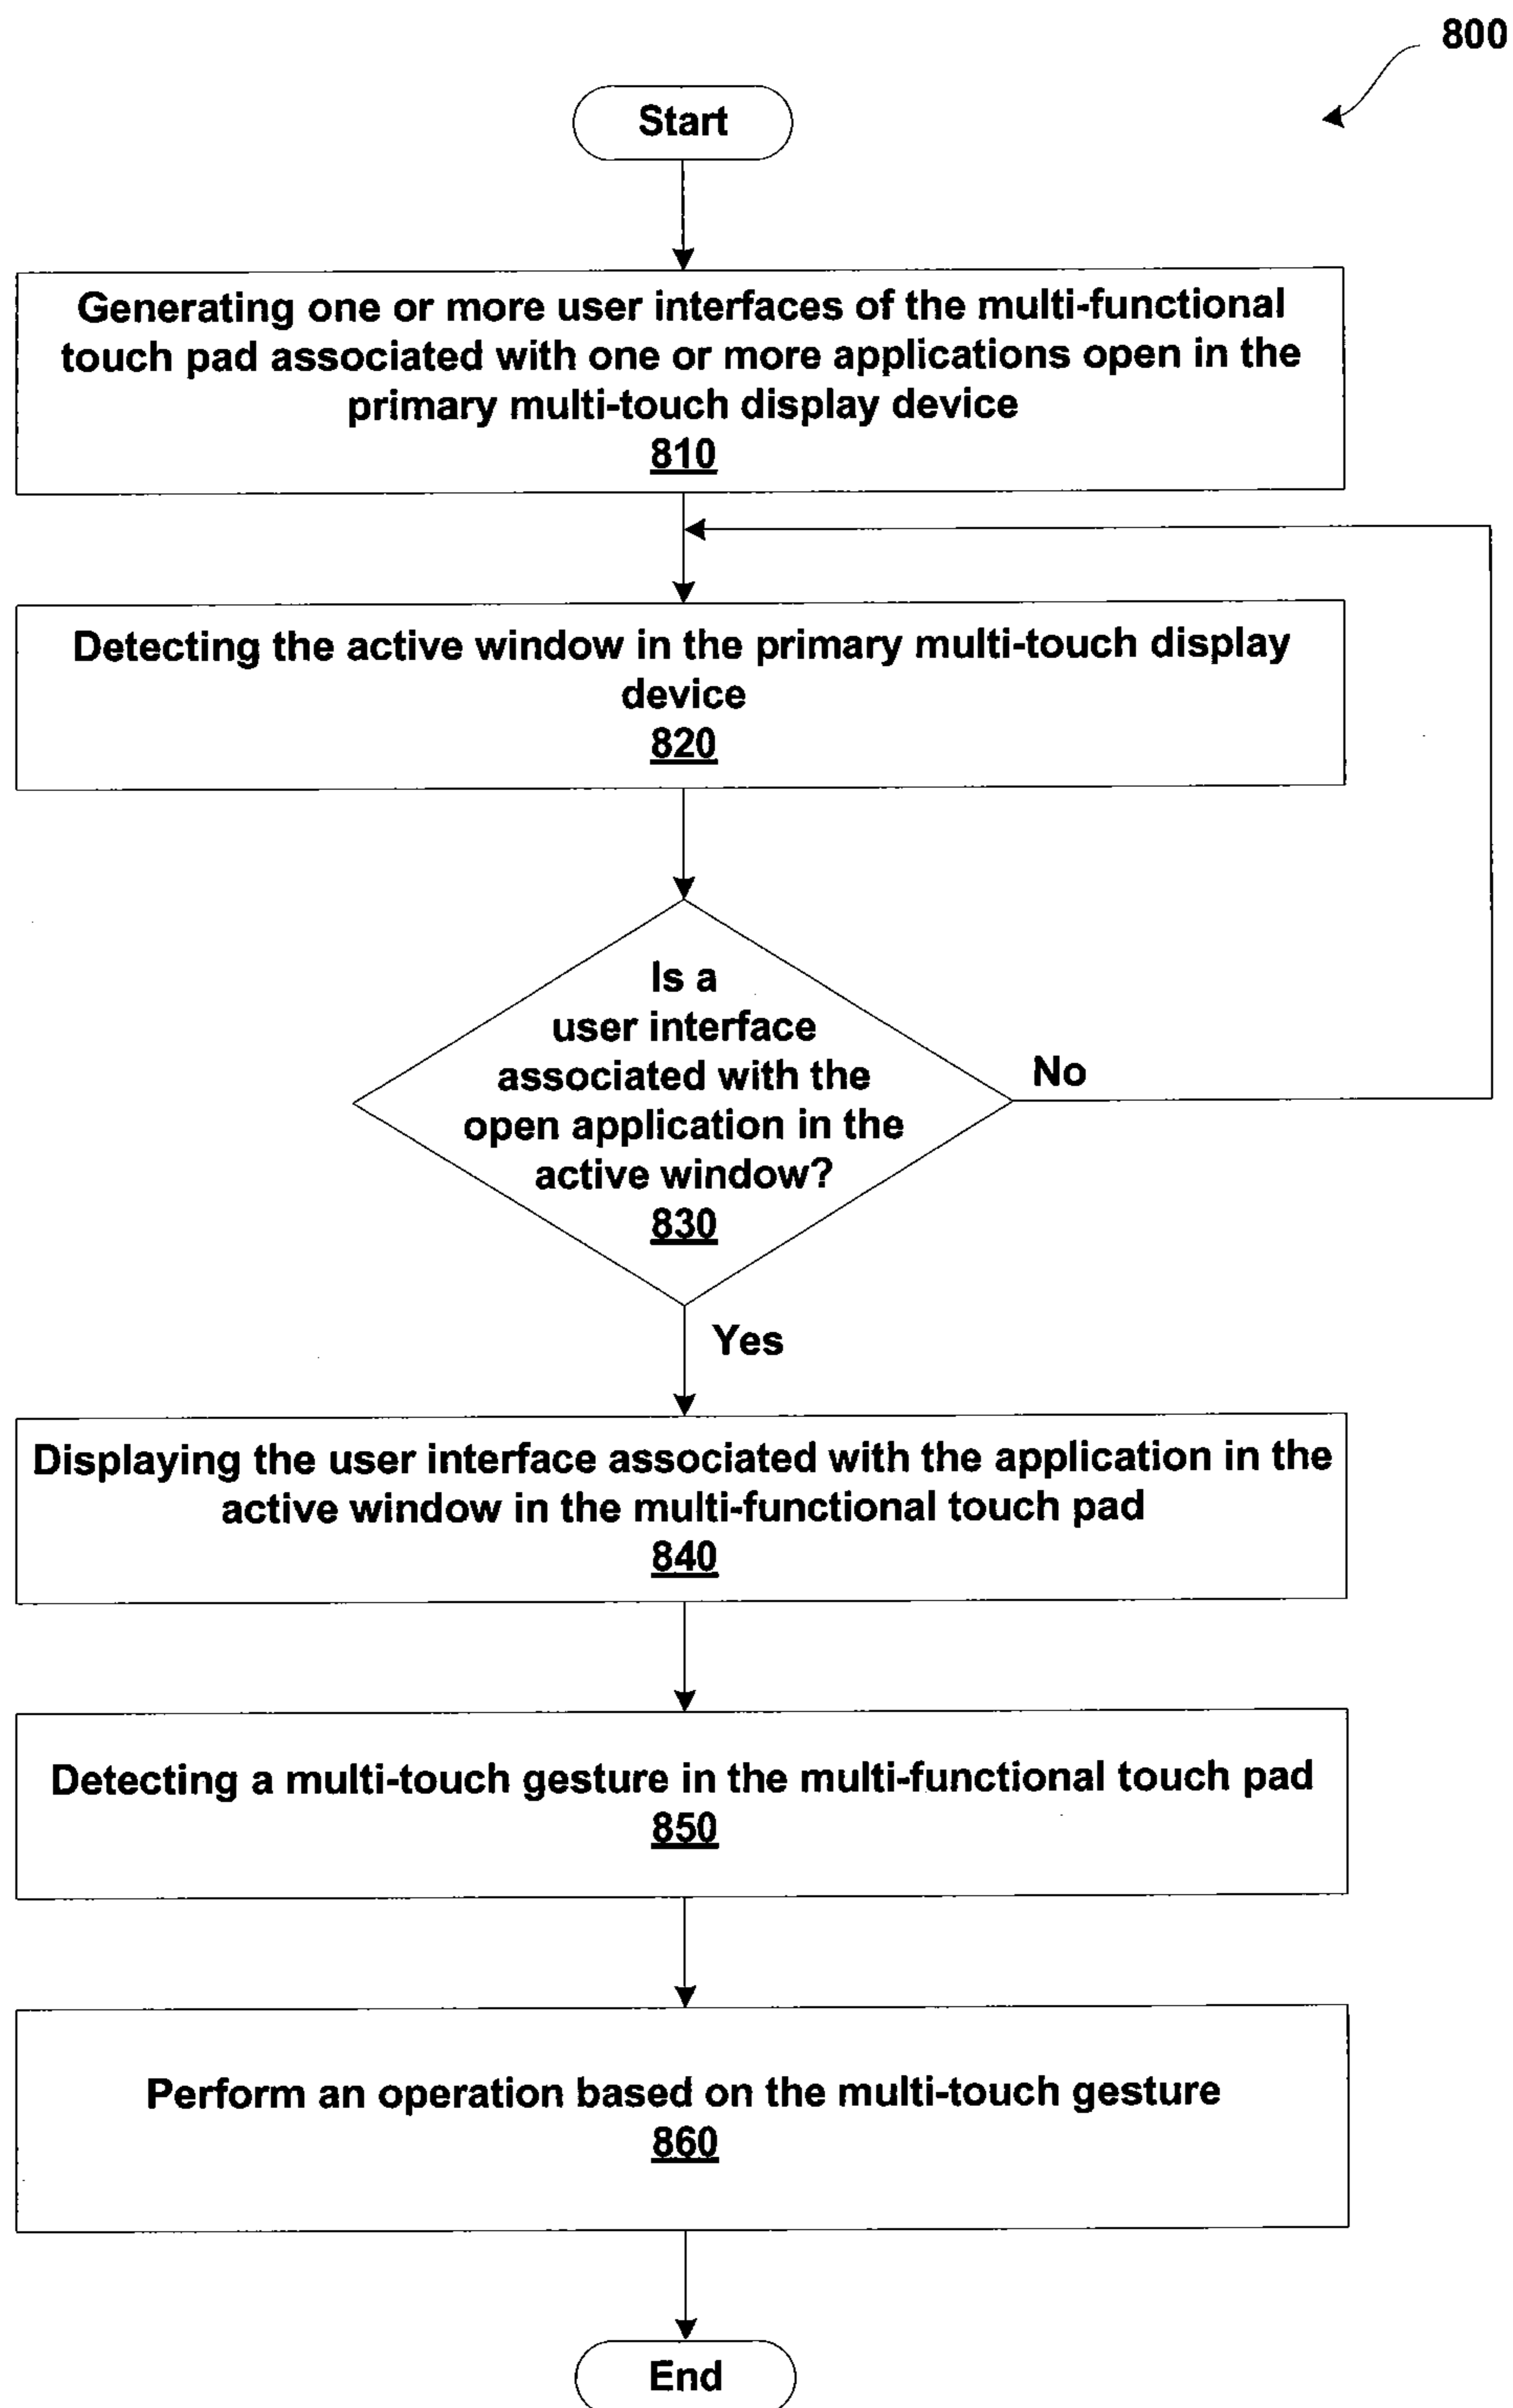 800
Start
Generating one or more user interfaces of the multi-functional
touch pad associated with one or more applications open in the
primary multi-touch display device
810
Detecting the active window in the primary multi-touch display
device
820
Is a
user interface
associated with the
open application in the
active window?
830
No
Yes
Displaying the user interface associated with the application in the
active window in the multi-functional touch pad
840
Detecting a multi-touch gesture in the multi-functional touch pad
850
Perform an operation based on the multi-touch gesture
860
End